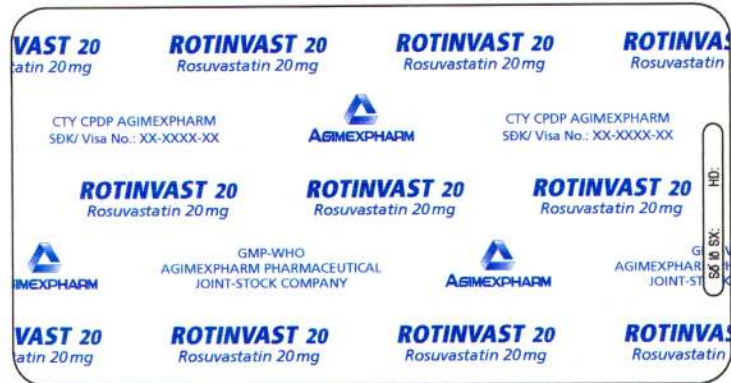 VAST 20 ROTINVAST 20 ROTINVAST 20 ROTINVAS
tatin 20mg Rosuvastatin 20mg Rosuvastatin 20mg Rosuvastatin
CTY CPDP AGIMEXPHARM
SĐK/ Visa No.: XX-XXXX-XX
AGIMEXPHARM
CTY CPDP AGIMEXPHARM
SĐK/ Visa No.: XX-XXXX-XX
ROTINVAST 20 ROTINVAST 20 ROTINVAST 20
Rosuvastatin 20mg Rosuvastatin 20mg Rosuvastatin 20mg
IMEXPHARM
GMP-WHO
AGIMEXPHARM PHARMACEUTICAL
JOINT-STOCK COMPANY
AGIMEXPHARM
AGIMEXPHAR
JOINT-ST
Số lô SX: HD:
VAST 20 ROTINVAST 20 ROTINVAST 20 ROTINVAS
tatin 20mg Rosuvastatin 20mg Rosuvastatin 20mg Rosuvastatin